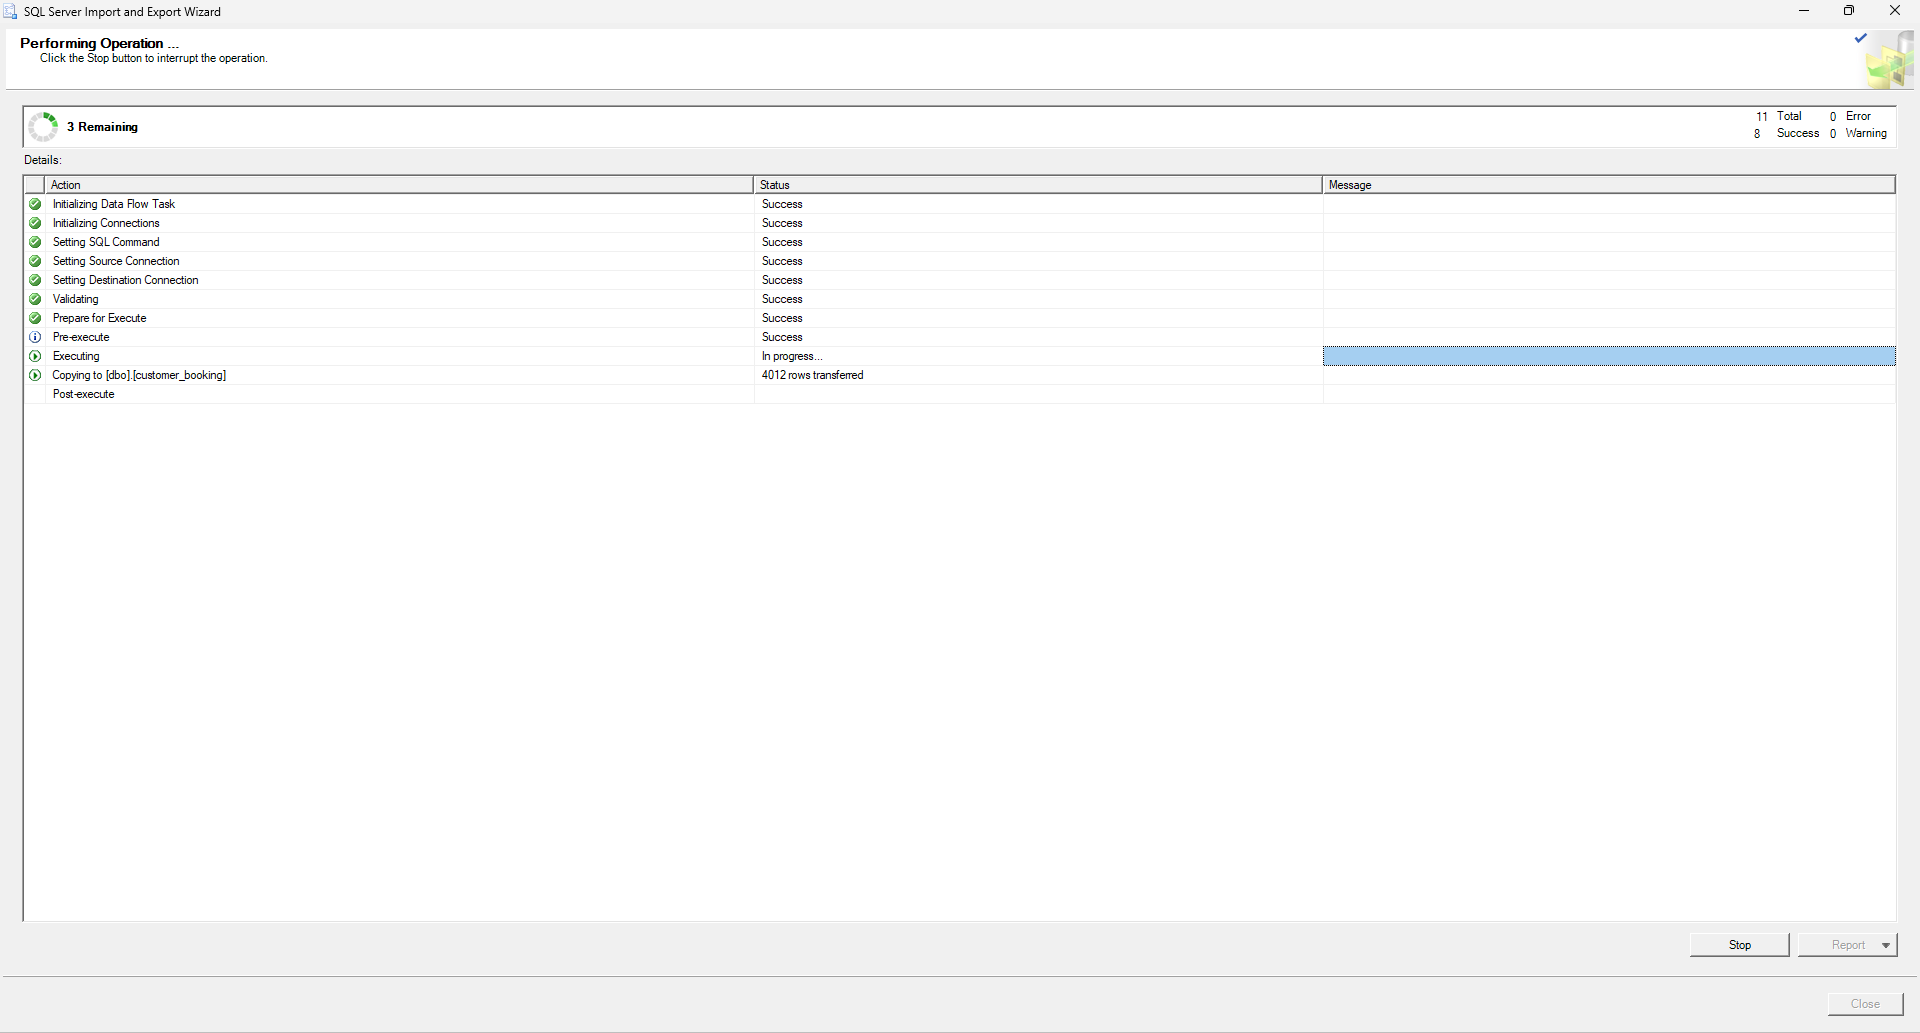 SQL Server Import and Export Wizard
Performing Operation ...
Click the Stop button to interrupt the operation.
3 Remaining
11 Total 0 Error
8 Success 0 Warning
Details:
Action Status Message
Initializing Data Flow Task Success
Initializing Connections Success
Setting SQL Command Success
Setting Source Connection Success
Setting Destination Connection Success
Validating Success
Prepare for Execute Success
Pre-execute Success
Executing In progress...
Copying to [dbo].[customer_booking] 4012 rows transferred
Post-execute
Stop Report
Close